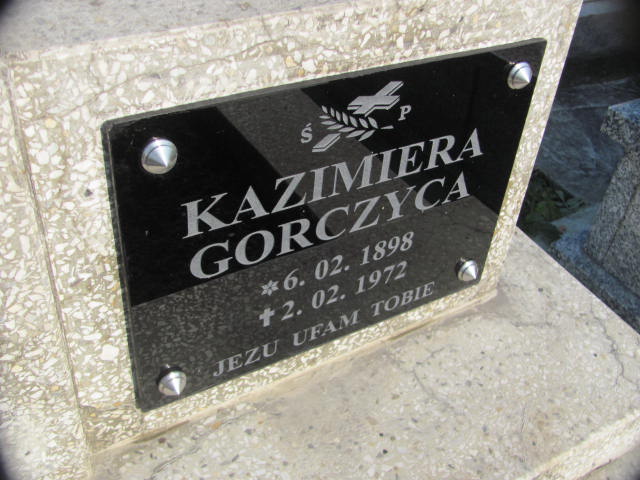 Ś P
KAZIMIERA
GORCZYCA
*6. 02. 1898
✝2. 02. 1972
JEZU UFAM TOBIE